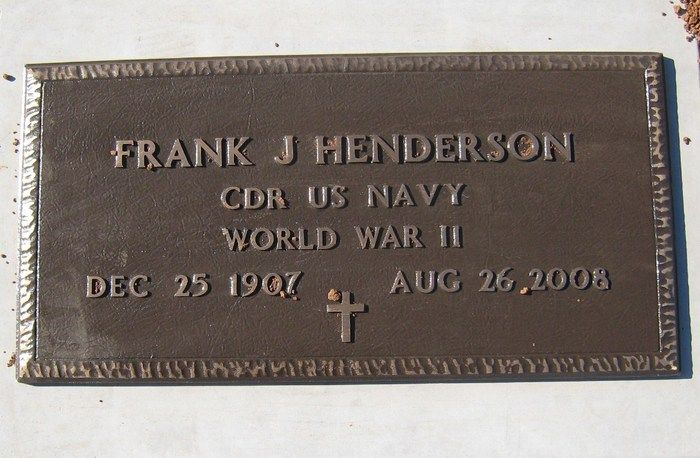 FRANK J HENDERSON
CDR US NAVY
WORLD WAR II
DEC 25 1907 AUG 26 2008